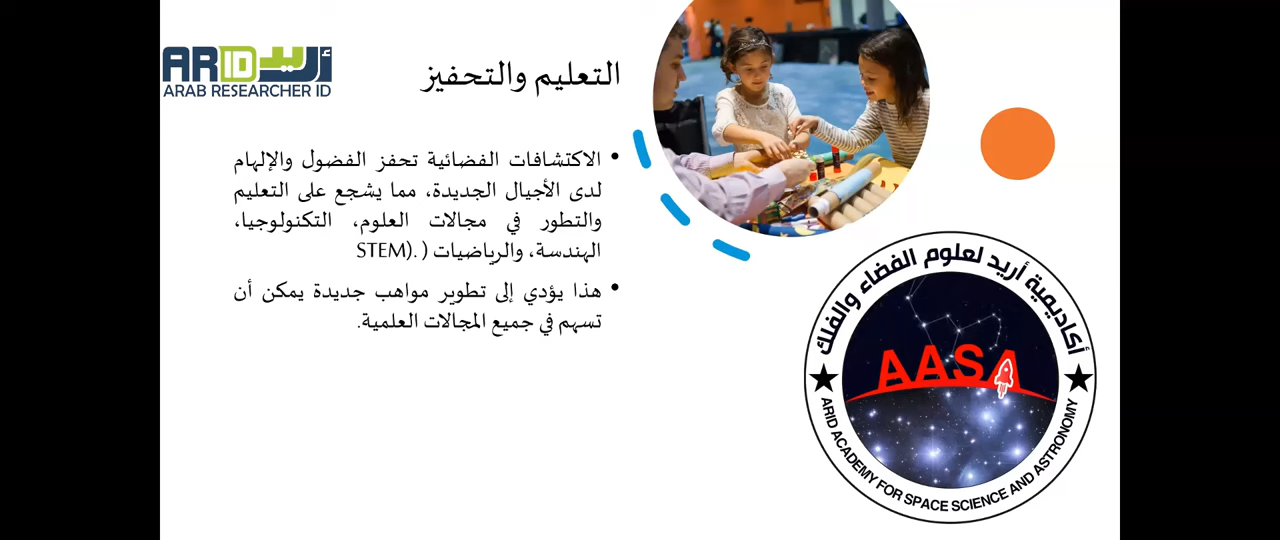 أريد
ARID
ARAB RESEARCHER ID
التعليم والتحفيز
• الاكتشافات الفضائية تحفز الفضول والإلهام
لدى الأجيال الجديدة، مما يشجع على التعليم
والتطور في مجالات العلوم، التكنولوجيا،
الهندسة، والرياضيات ( .(STEM
• هذا يؤدي إلى تطوير مواهب جديدة يمكن أن
تسهم في جميع المجالات العلمية.
أكاديمية أريد لعلوم الفضاء والفلك
AASA
ARID ACADEMY FOR SPACE SCIENCE AND ASTRONOMY